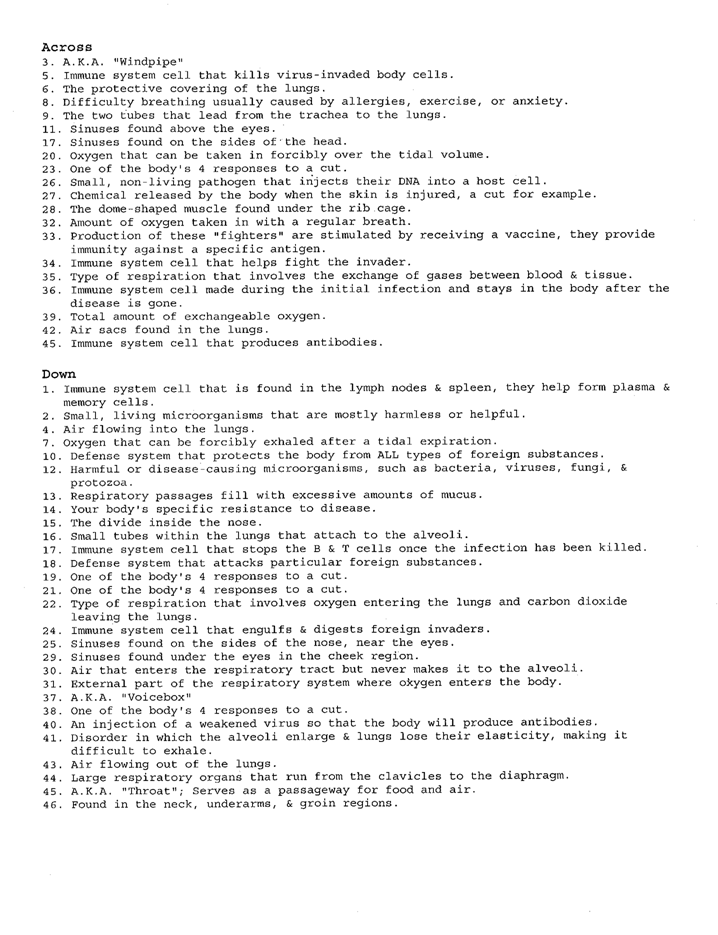 Across
3. A.K.A. "Windpipe"
5. Immune system cell that kills virus-invaded body cells.
6. The protective covering of the lungs.
8. Difficulty breathing usually caused by allergies, exercise, or anxiety.
9. The two tubes that lead from the trachea to the lungs.
11. Sinuses found above the eyes.
17. Sinuses found on the sides of the head.
20. Oxygen that can be taken in forcibly over the tidal volume.
23. One of the body's 4 responses to a cut.
26. Small, non-living pathogen that injects their DNA into a host cell.
27. Chemical released by the body when the skin is injured, a cut for example.
28. The dome-shaped muscle found under the rib cage.
32. Amount of oxygen taken in with a regular breath.
33. Production of these "fighters" are stimulated by receiving a vaccine, they provide
immunity against a specific antigen.
34. Immune system cell that helps fight the invader.
35. Type of respiration that involves the exchange of gases between blood & tissue.
36. Immune system cell made during the initial infection and stays in the body after the
disease is gone.
39. Total amount of exchangeable oxygen.
42. Air sacs found in the lungs.
45. Immune system cell that produces antibodies.
Down
1. Immune system cell that is found in the lymph nodes & spleen, they help form plasma &
memory cells.
2. Small, living microorganisms that are mostly harmless or helpful.
4. Air flowing into the lungs.
7. Oxygen that can be forcibly exhaled after a tidal expiration.
10. Defense system that protects the body from ALL types of foreign substances.
12. Harmful or disease-causing microorganisms, such as bacteria, viruses, fungi, &
protozoa.
13. Respiratory passages fill with excessive amounts of mucus.
14. Your body's specific resistance to disease.
15. The divide inside the nose.
16. Small tubes within the lungs that attach to the alveoli.
17. Immune system cell that stops the B & T cells once the infection has been killed.
18. Defense system that attacks particular foreign substances.
19. One of the body's 4 responses to a cut.
21. One of the body's 4 responses to a cut.
22. Type of respiration that involves oxygen entering the lungs and carbon dioxide
leaving the lungs.
24. Immune system cell that engulfs & digests foreign invaders.
25. Sinuses found on the sides of the nose, near the eyes.
29. Sinuses found under the eyes in the cheek region.
30. Air that enters the respiratory tract but never makes it to the alveoli.
31. External part of the respiratory system where oxygen enters the body.
37. A.K.A. "Voicebox"
38. One of the body's 4 responses to a cut.
40. An injection of a weakened virus so that the body will produce antibodies.
41. Disorder in which the alveoli enlarge & lungs lose their elasticity, making it
difficult to exhale.
43. Air flowing out of the lungs.
44. Large respiratory organs that run from the clavicles to the diaphragm.
45. A.K.A. "Throat"; Serves as a passageway for food and air.
46. Found in the neck, underarms, & groin regions.